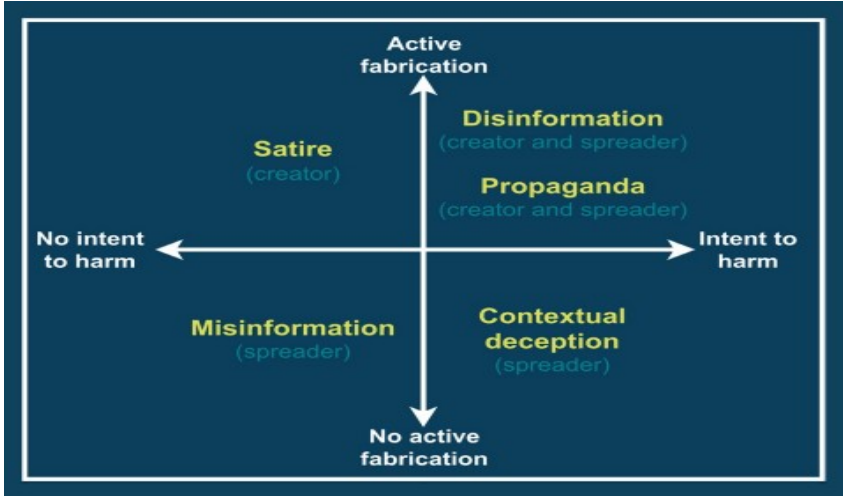 Active
fabrication
Disinformation
(creator and spreader)
Satire
(creator)
Propaganda
(creator and spreader)
No intent
to harm
Intent to
harm
Misinformation
(spreader)
Contextual
deception
(spreader)
No active
fabrication